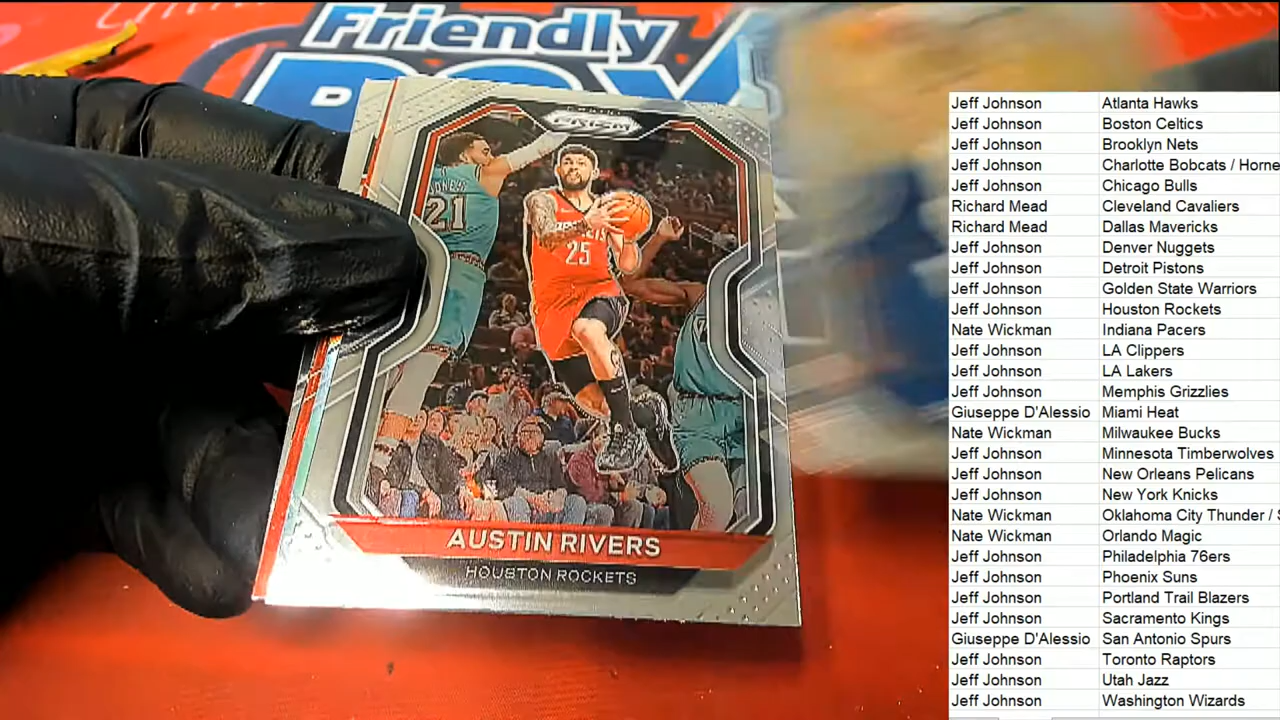 Friendly
BOX
PANINI
PRIZM
JONES
21
ROCKETS
25
AUSTIN RIVERS
HOUSTON ROCKETS
Jeff Johnson Atlanta Hawks
Jeff Johnson Boston Celtics
Jeff Johnson Brooklyn Nets
Jeff Johnson Charlotte Bobcats / Horne
Jeff Johnson Chicago Bulls
Richard Mead Cleveland Cavaliers
Richard Mead Dallas Mavericks
Jeff Johnson Denver Nuggets
Jeff Johnson Detroit Pistons
Jeff Johnson Golden State Warriors
Jeff Johnson Houston Rockets
Nate Wickman Indiana Pacers
Jeff Johnson LA Clippers
Jeff Johnson LA Lakers
Jeff Johnson Memphis Grizzlies
Giuseppe D'Alessio Miami Heat
Nate Wickman Milwaukee Bucks
Jeff Johnson Minnesota Timberwolves
Jeff Johnson New Orleans Pelicans
Jeff Johnson New York Knicks
Nate Wickman Oklahoma City Thunder / S
Nate Wickman Orlando Magic
Jeff Johnson Philadelphia 76ers
Jeff Johnson Phoenix Suns
Jeff Johnson Portland Trail Blazers
Jeff Johnson Sacramento Kings
Giuseppe D'Alessio San Antonio Spurs
Jeff Johnson Toronto Raptors
Jeff Johnson Utah Jazz
Jeff Johnson Washington Wizards